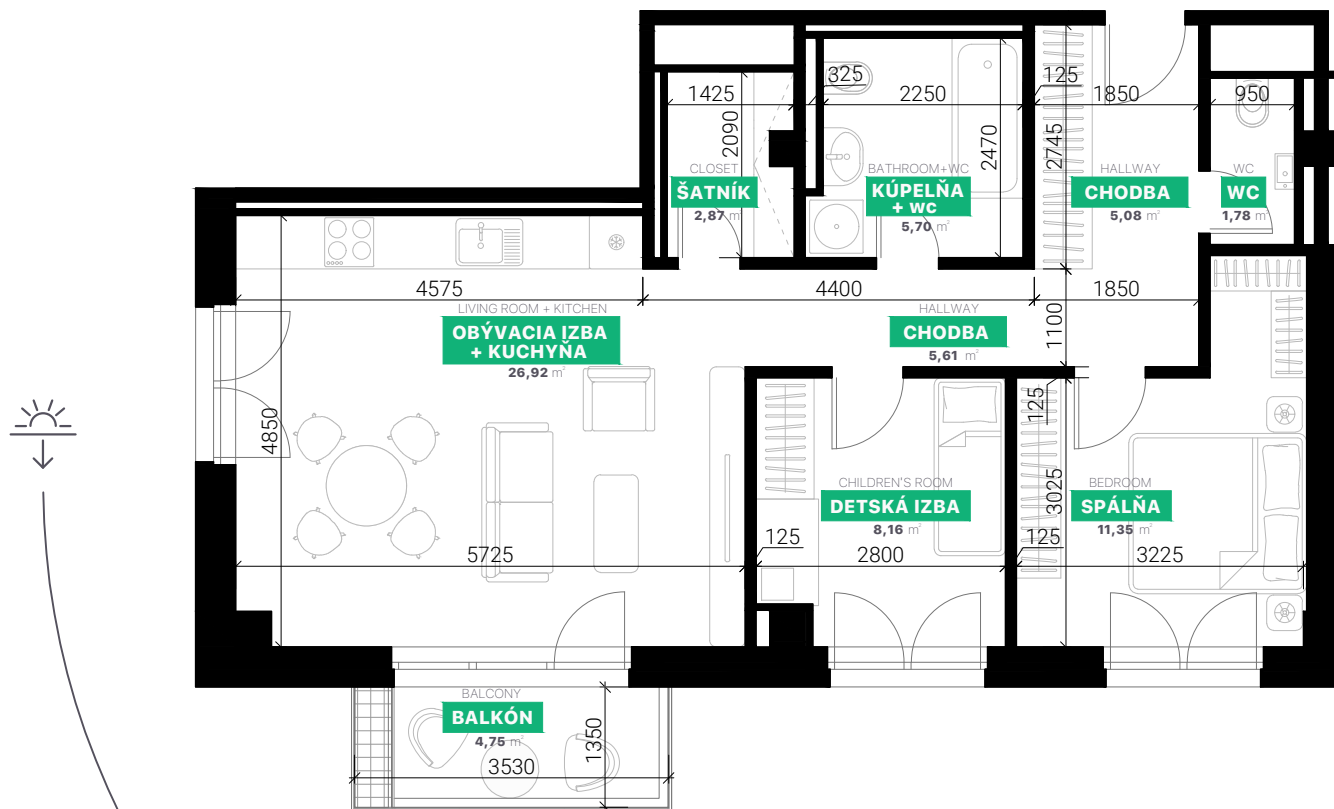 325
125
1425
2250
1850
950
2090
2470
2745
CLOSET
ŠATNÍK
2,87 m²
BATHROOM+WC
KÚPEĽŇA
+ WC
5,70 m²
HALLWAY
CHODBA
5,08 m²
WC
WC
1,78 m²
4575
4400
1850
LIVING ROOM + KITCHEN
OBÝVACIA IZBA
+ KUCHYŇA
26,92 m²
HALLWAY
CHODBA
5,61 m²
1100
4850
125
3025
CHILDREN'S ROOM
DETSKÁ IZBA
8,16 m²
BEDROOM
SPÁLŇA
11,35 m²
125
125
5725
2800
3225
BALCONY
BALKÓN
4,75 m²
1350
3530